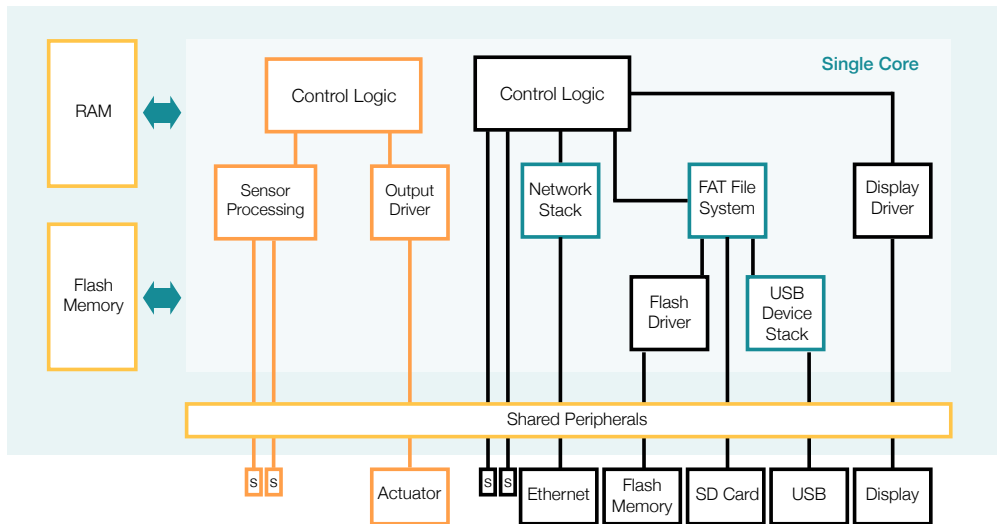 Single Core
RAM
Control Logic
Control Logic
Sensor
Processing
Output
Driver
Network
Stack
FAT File
System
Display
Driver
Flash
Memory
Flash
Driver
USB
Device
Stack
Shared Peripherals
S
S
Actuator
S
S
Ethernet
Flash
Memory
SD Card
USB
Display